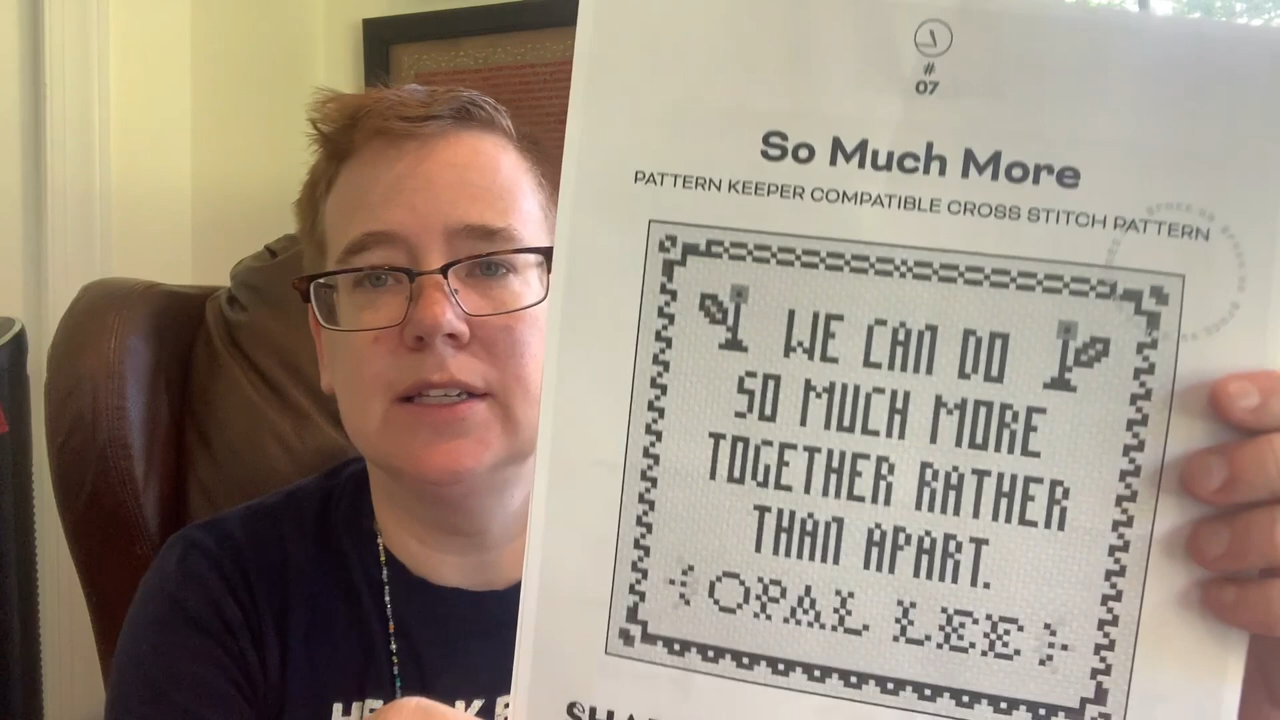 #
07
So Much More
PATTERN KEEPER COMPATIBLE CROSS STITCH PATTERN
WE CAN DO
SO MUCH MORE
TOGETHER RATHER
THAN APART.
OPAL LEE